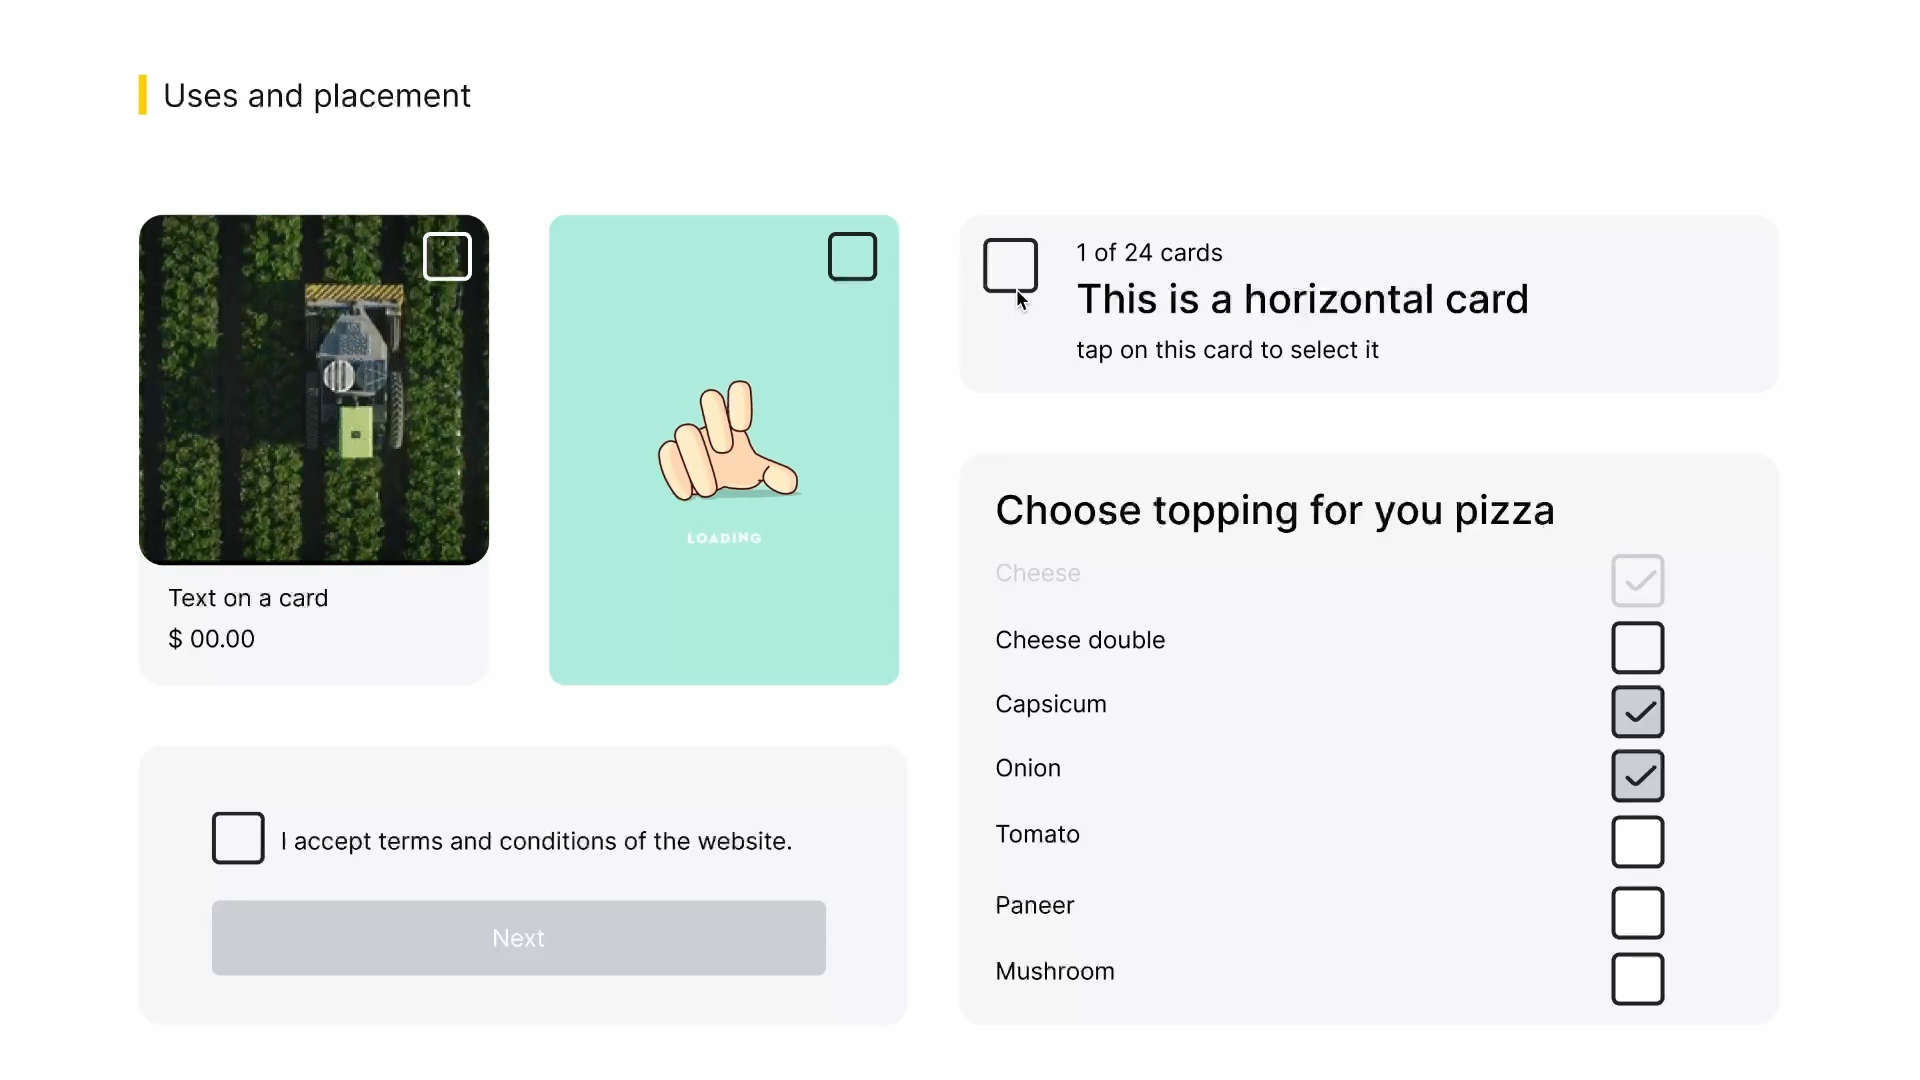 Uses and placement
Text on a card
$ 00.00
LOADING
1 of 24 cards
This is a horizontal card
tap on this card to select it
Choose topping for you pizza
Cheese
Cheese double
Capsicum
Onion
Tomato
Paneer
Mushroom
I accept terms and conditions of the website.
Next